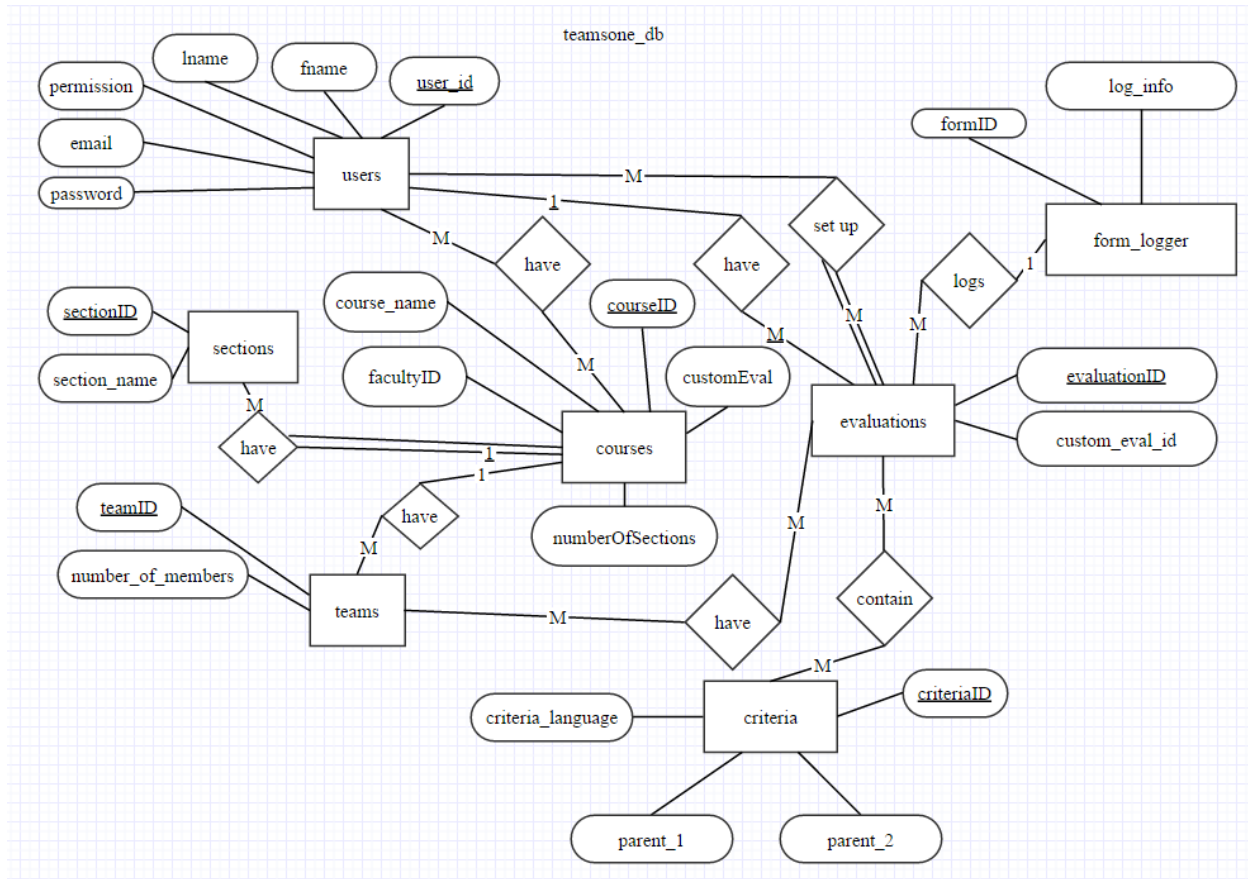 teamsone_db
lname
fname
user_id
permission
log_info
formID
email
users
M
password
1
set up
M
have
have
form_logger
1
logs
course_name
courseID
M
M
sectionID
sections
M
M
section_name
facultyID
customEval
evaluationID
M
evaluations
have
1
courses
custom_eval_id
1
teamID
have
M
M
numberOfSections
M
number_of_members
teams
M
have
contain
M
criteria_language
criteria
criteriaID
parent_1
parent_2